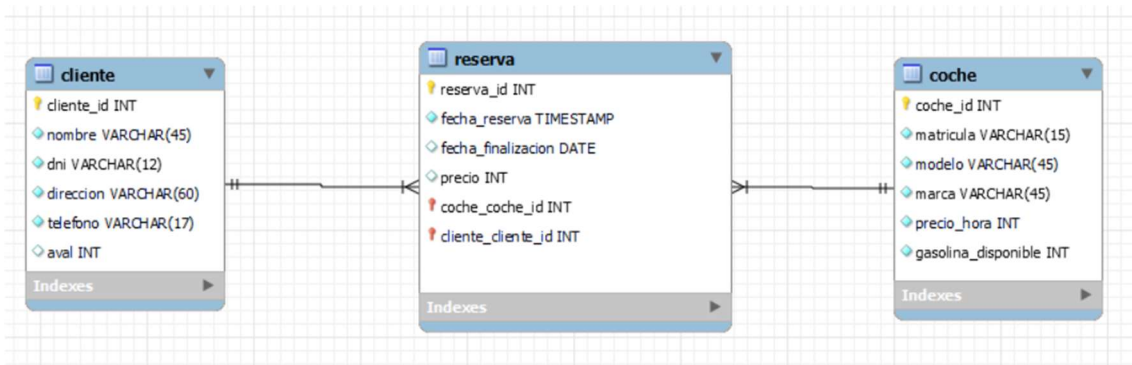 cliente
cliente_id INT
nombre VARCHAR(45)
dni VARCHAR(12)
direccion VARCHAR(60)
telefono VARCHAR(17)
aval INT
Indexes
reserva
reserva_id INT
fecha_reserva TIMESTAMP
fecha_finalizacion DATE
precio INT
coche_coche_id INT
cliente_cliente_id INT
Indexes
coche
coche_id INT
matricula VARCHAR(15)
modelo VARCHAR(45)
marca VARCHAR(45)
precio_hora INT
gasolina_disponible INT
Indexes